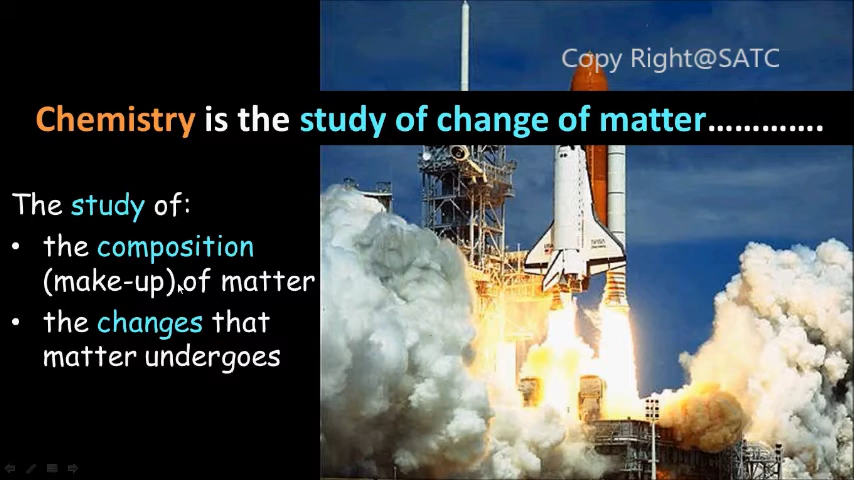 Copy Right@SATC
Chemistry is the study of change of matter.............
The study of:
• the composition
(make-up) of matter
• the changes that
matter undergoes